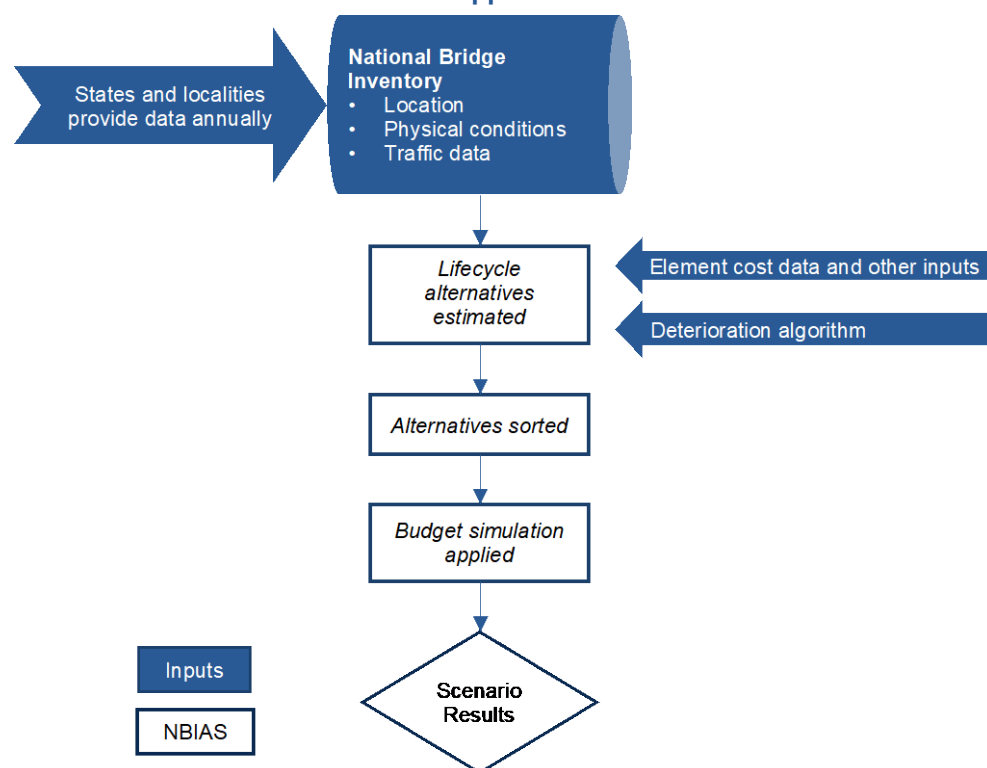 National Bridge
Inventory
• Location
• Physical conditions
• Traffic data
States and localities
provide data annually
Lifecycle
alternatives
estimated
Element cost data and other inputs
Deterioration algorithm
Alternatives sorted
Budget simulation
applied
Scenario
Results
Inputs
NBIAS